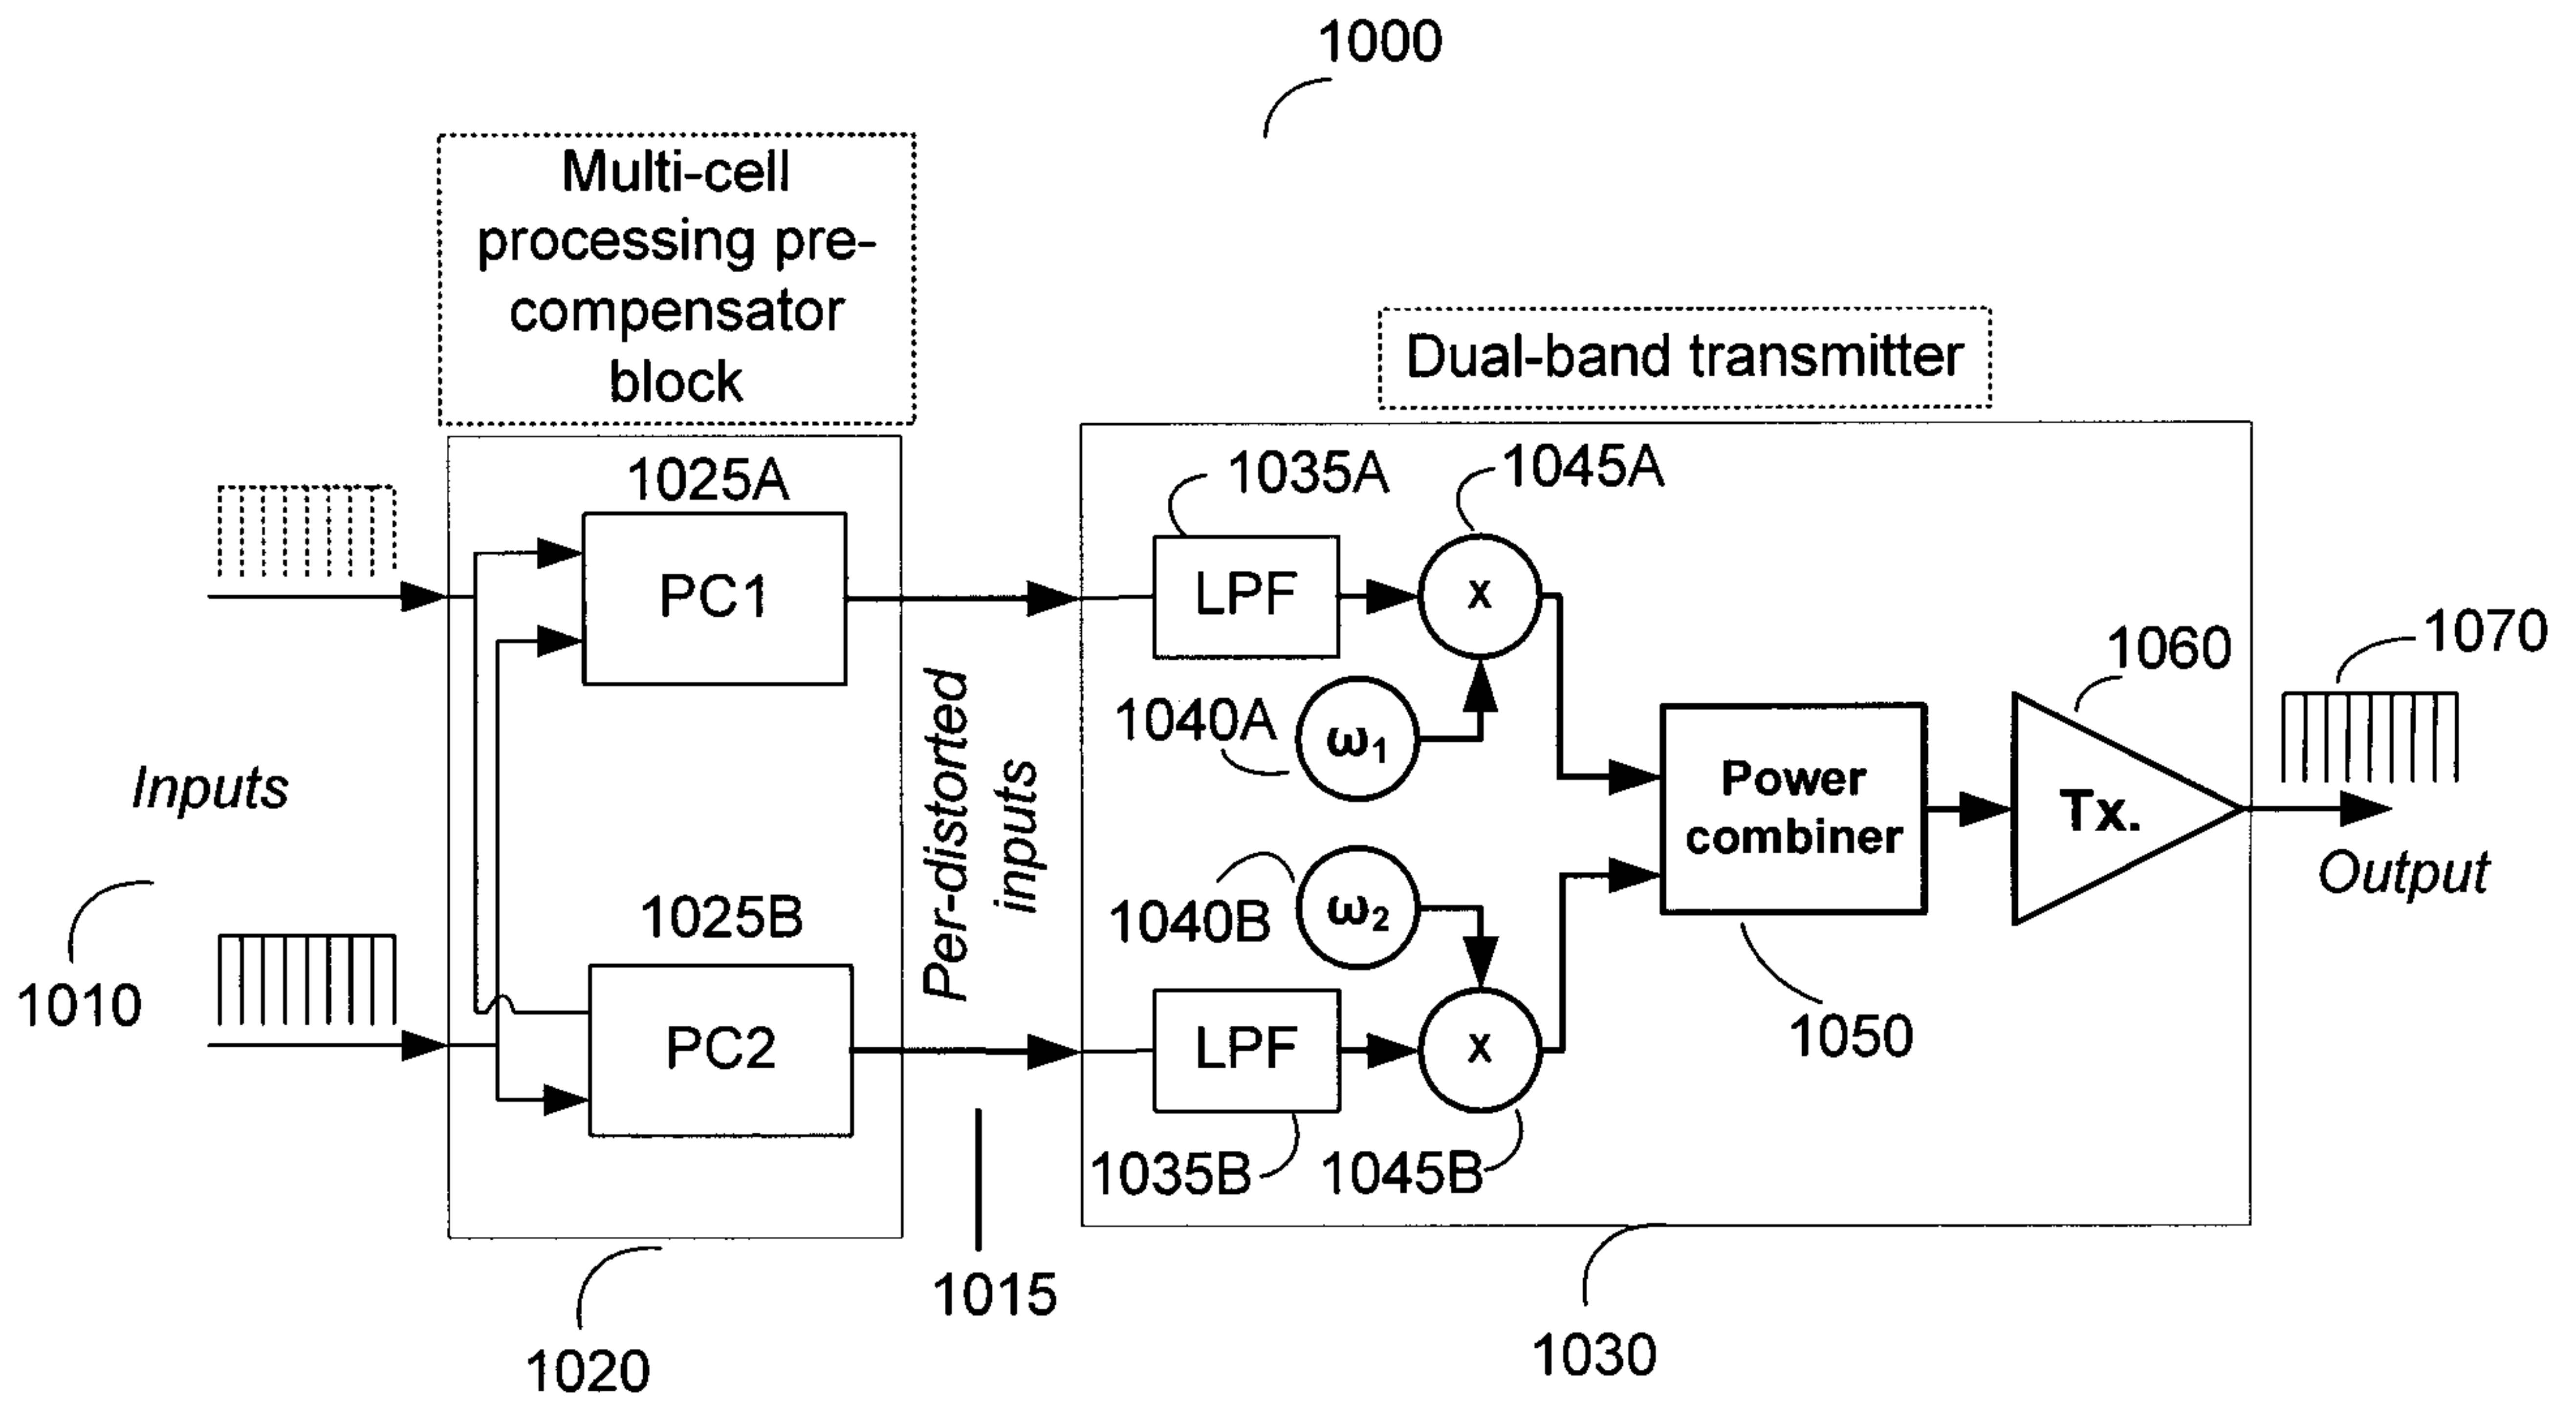 1000
Multi-cell
processing pre-
compensator
block
Dual-band transmitter
1025A
1035A
1045A
PC1
LPF
x
1040A
ω1
1060
1070
Inputs
Per-distorted
inputs
Power
combiner
Tx.
Output
1025B
1040B
ω2
1010
PC2
LPF
x
1050
1035B
1045B
1015
1020
1030